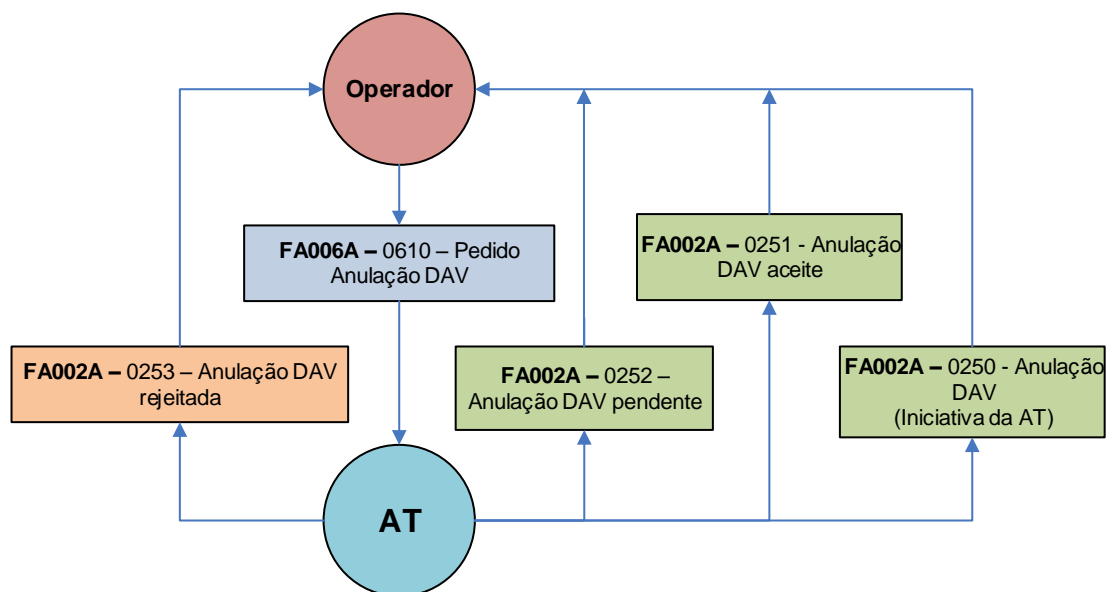 Operador
FA006A – 0610 – Pedido
Anulação DAV
FA002A – 0251 - Anulação
DAV aceite
FA002A – 0253 – Anulação DAV
rejeitada
FA002A – 0252 –
Anulação DAV pendente
FA002A – 0250 - Anulação
DAV
(Iniciativa da AT)
AT